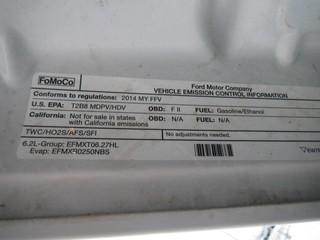 FoMoCo
Ford Motor Company
VEHICLE EMISSION CONTROL INFORMATION
Conforms to regulations: 2014 MY FFV
U.S. EPA: T2B8 MDPV/HDV OBD: F II FUEL: Gasoline/Ethanol
California: Not for sale in states with California emissions OBD: N/A FUEL: N/A
TWC/HO2S/AFS/SFI No adjustments needed.
6.2L-Group: EFMXT06.27HL
Evap: EFMXR0250NBS